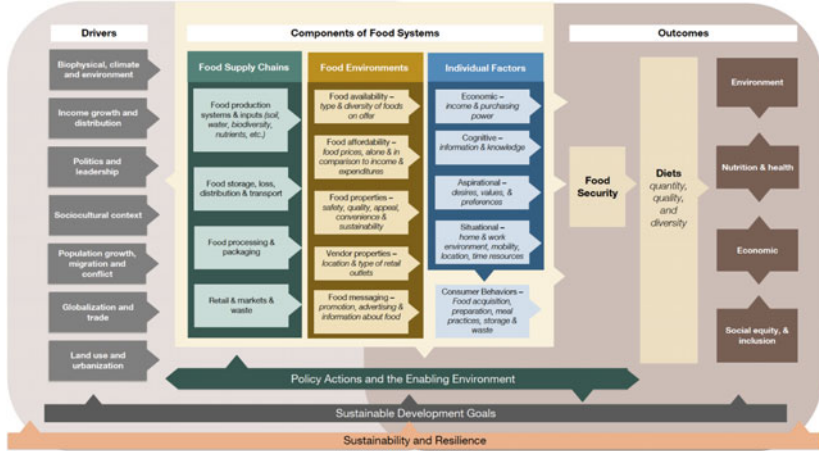 Drivers
Biophysical, climate
and environment
Income growth and
distribution
Politics and
leadership
Sociocultural context
Population growth,
migration and
conflict
Globalization and
trade
Land use and
urbanization
Components of Food Systems
Food Supply Chains
Food production
systems & inputs (soil,
water, biodiversity,
nutrients, etc.)
Food storage, loss,
distribution & transport
Food processing &
packaging
Retail & markets &
waste
Food Environments
Food availability –
type & diversity of foods
on offer
Food affordability –
food prices, alone & in
comparison to income &
expenditures
Food properties –
safety, quality, appeal,
convenience &
sustainability
Vendor properties –
location & type of retail
outlets
Food messaging –
promotion, advertising &
information about food
Individual Factors
Economic –
income & purchasing
power
Cognitive –
information & knowledge
Aspirational –
desires, values, &
preferences
Situational –
home & work
environment, mobility,
location, time resources
Consumer Behaviors –
Food acquisition,
preparation, meal
practices, storage &
waste
Outcomes
Food
Security
Diets
quantity,
quality,
and
diversity
Environment
Nutrition & health
Economic
Social equity, &
inclusion
Policy Actions and the Enabling Environment
Sustainable Development Goals
Sustainability and Resilience